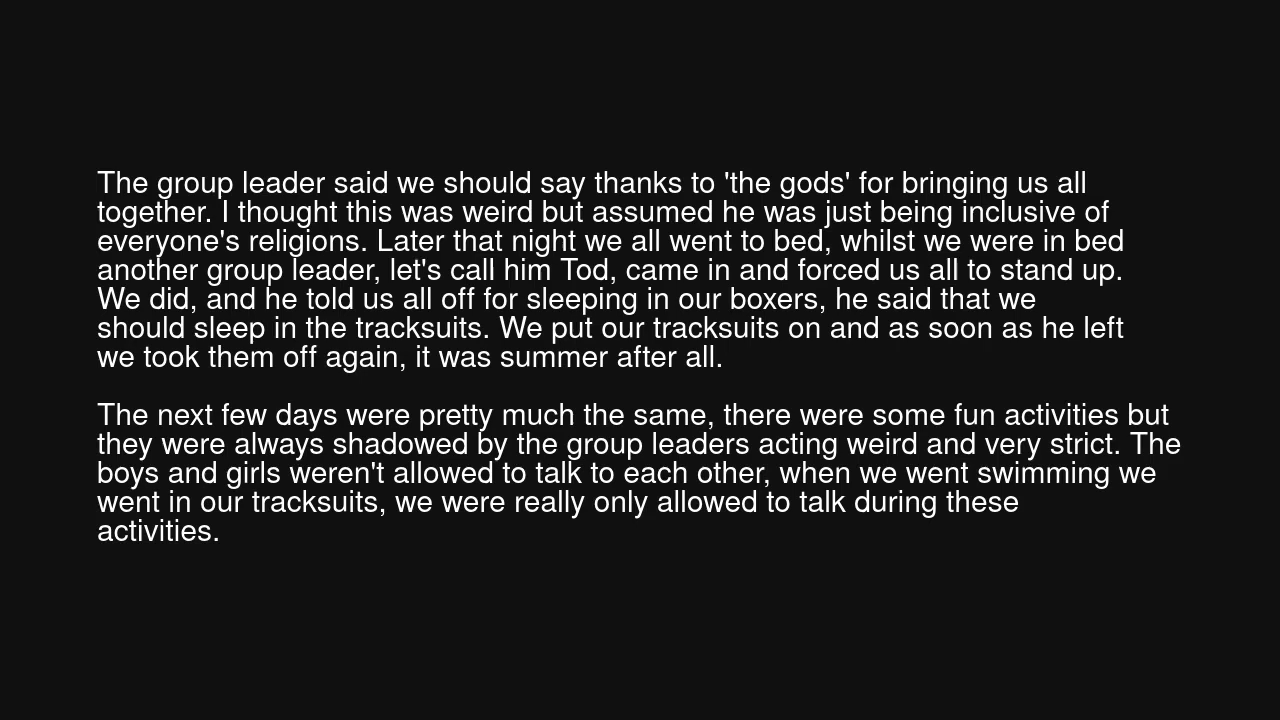 The group leader said we should say thanks to 'the gods' for bringing us all
together. I thought this was weird but assumed he was just being inclusive of
everyone's religions. Later that night we all went to bed, whilst we were in bed
another group leader, let's call him Tod, came in and forced us all to stand up.
We did, and he told us all off for sleeping in our boxers, he said that we
should sleep in the tracksuits. We put our tracksuits on and as soon as he left
we took them off again, it was summer after all.
The next few days were pretty much the same, there were some fun activities but
they were always shadowed by the group leaders acting weird and very strict. The
boys and girls weren't allowed to talk to each other, when we went swimming we
went in our tracksuits, we were really only allowed to talk during these
activities.